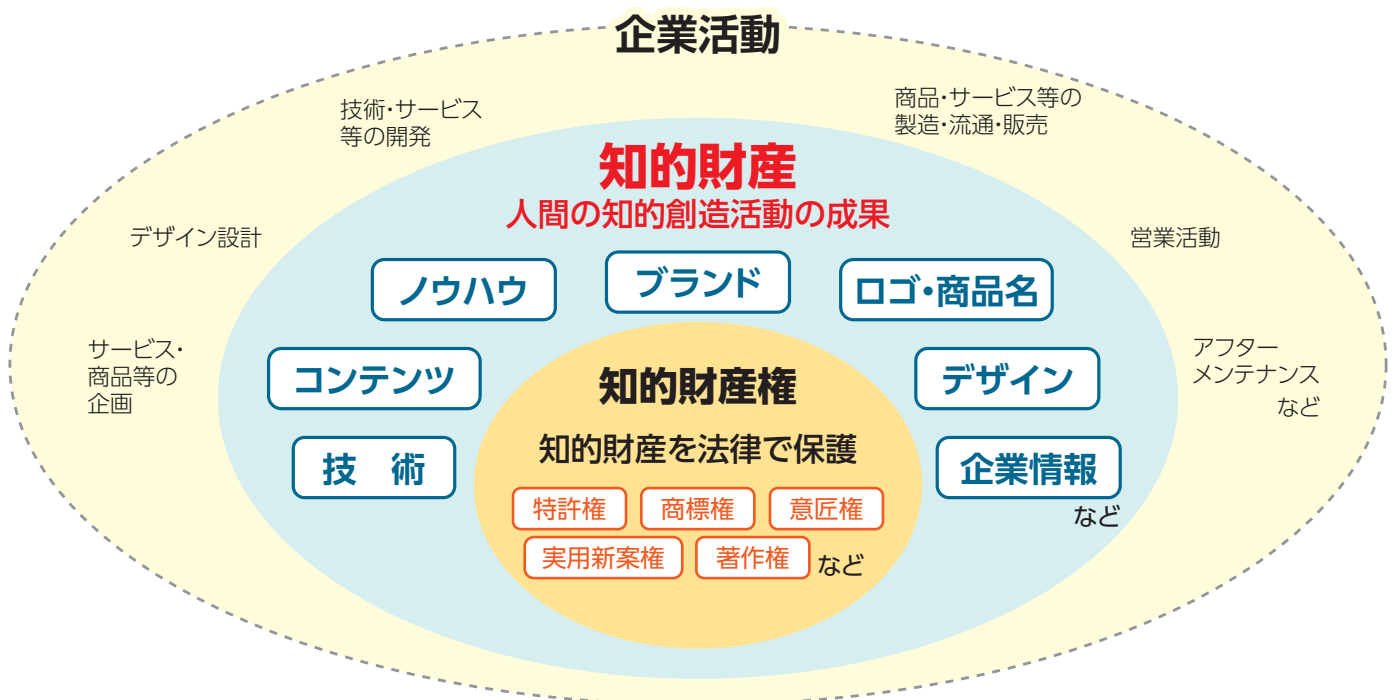 企業活動
技術・サービス
等の開発
商品・サービス等の
製造・流通・販売
知的財産
人間の知的創造活動の成果
デザイン設計
営業活動
ノウハウ
ブランド
ロゴ・商品名
サービス・
商品等の
企画
コンテンツ
知的財産権
デザイン
アフター
メンテナンス
など
知的財産を法律で保護
技　術
企業情報
など
特許権
商標権
意匠権
実用新案権
著作権
など